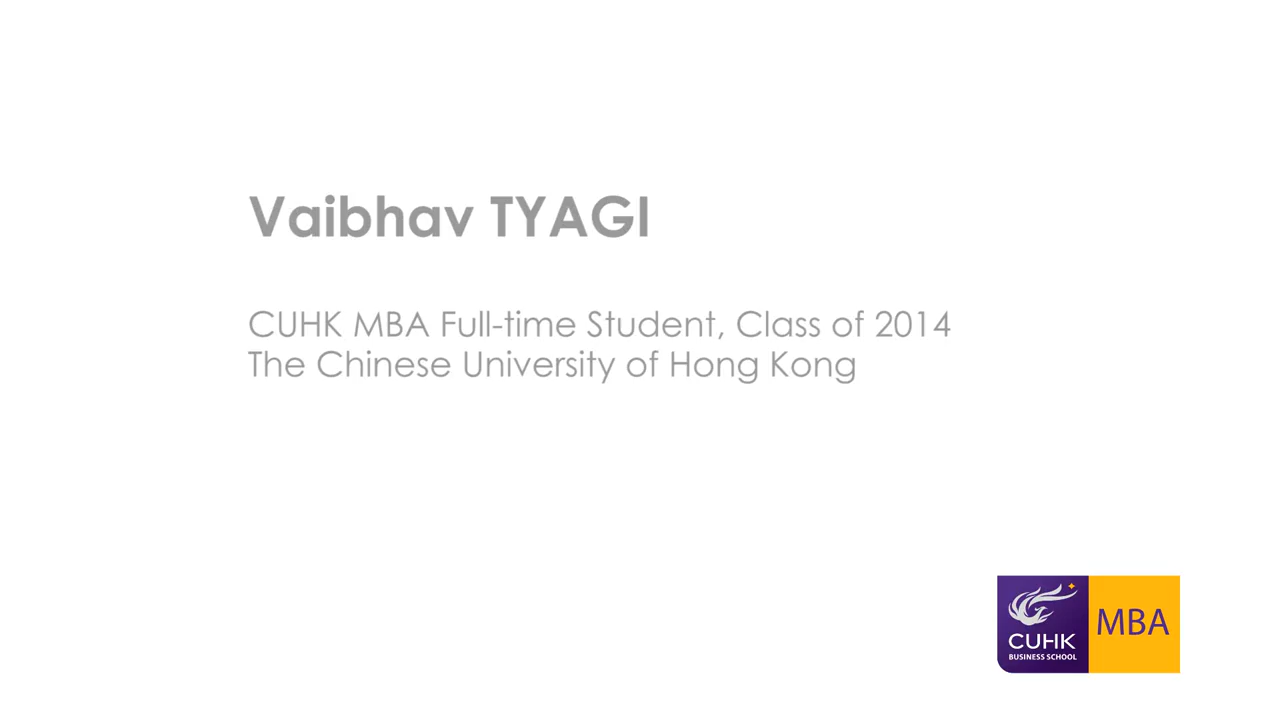 Vaibhav TYAGI
CUHK MBA Full-time Student, Class of 2014
The Chinese University of Hong Kong
CUHK
BUSINESS SCHOOL
MBA